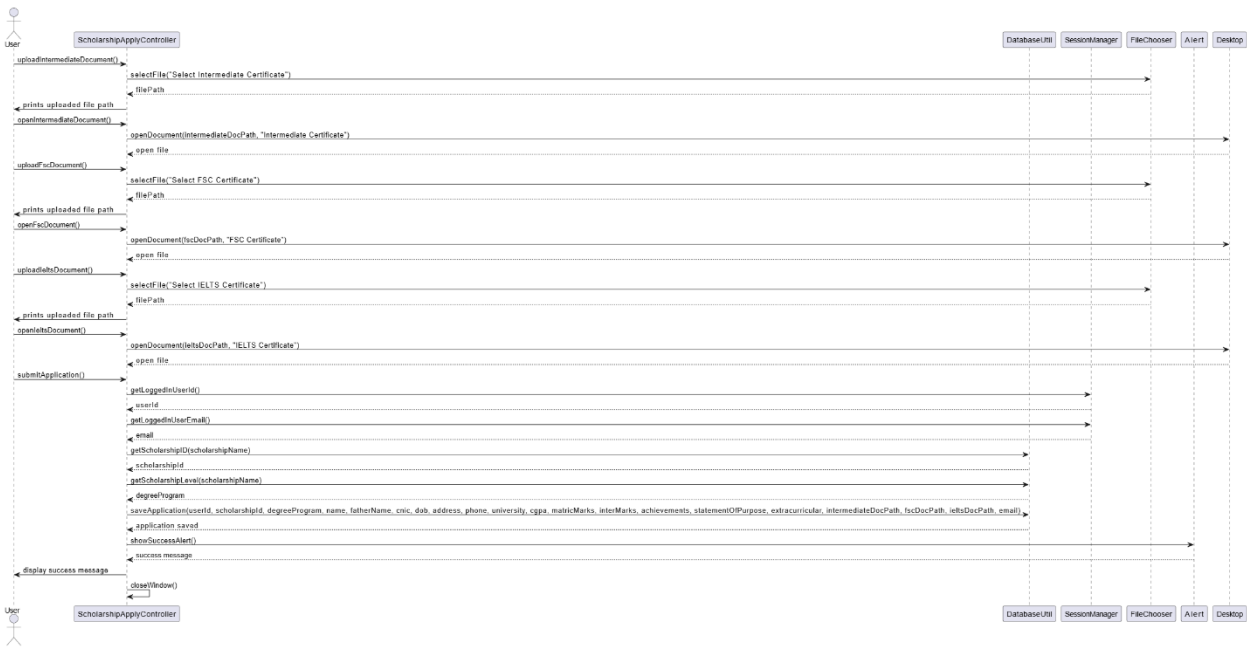 User
ScholarshipApplyController
DatabaseUtil
SessionManager
FileChooser
Alert
Desktop
uploadIntermediateDocument()
selectFile("Select Intermediate Certificate")
filePath
prints uploaded file path
openIntermediateDocument()
openDocument(intermediateDocPath, "Intermediate Certificate")
open file
uploadFscDocument()
selectFile("Select FSC Certificate")
filePath
prints uploaded file path
openFscDocument()
openDocument(fscDocPath, "FSC Certificate")
open file
uploadIeltsDocument()
selectFile("Select IELTS Certificate")
filePath
prints uploaded file path
openIeltsDocument()
openDocument(ieltsDocPath, "IELTS Certificate")
open file
submitApplication()
getLoggedInUserId()
userId
getLoggedInUserEmail()
email
getScholarshipID(scholarshipName)
scholarshipId
getScholarshipLevel(scholarshipName)
degreeProgram
saveApplication(userId, scholarshipId, degreeProgram, name, fatherName, cnic, dob, address, phone, university, cgpa, matricMarks, interMarks, achievements, statementOfPurpose, extracurricular, intermediateDocPath, fscDocPath, ieltsDocPath, email)
application saved
showSuccessAlert()
success message
display success message
closeWindow()
User
ScholarshipApplyController
DatabaseUtil
SessionManager
FileChooser
Alert
Desktop